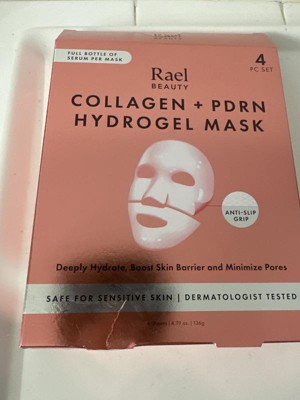 FULL BOTTLE OF
SERUM PER MASK
4
PC SET
Rael
BEAUTY
COLLAGEN + PDRN
HYDROGEL MASK
ANTI-SLIP
GRIP
Deeply Hydrate, Boost Skin Barrier and Minimize Pores
SAFE FOR SENSITIVE SKIN | DERMATOLOGIST TESTED